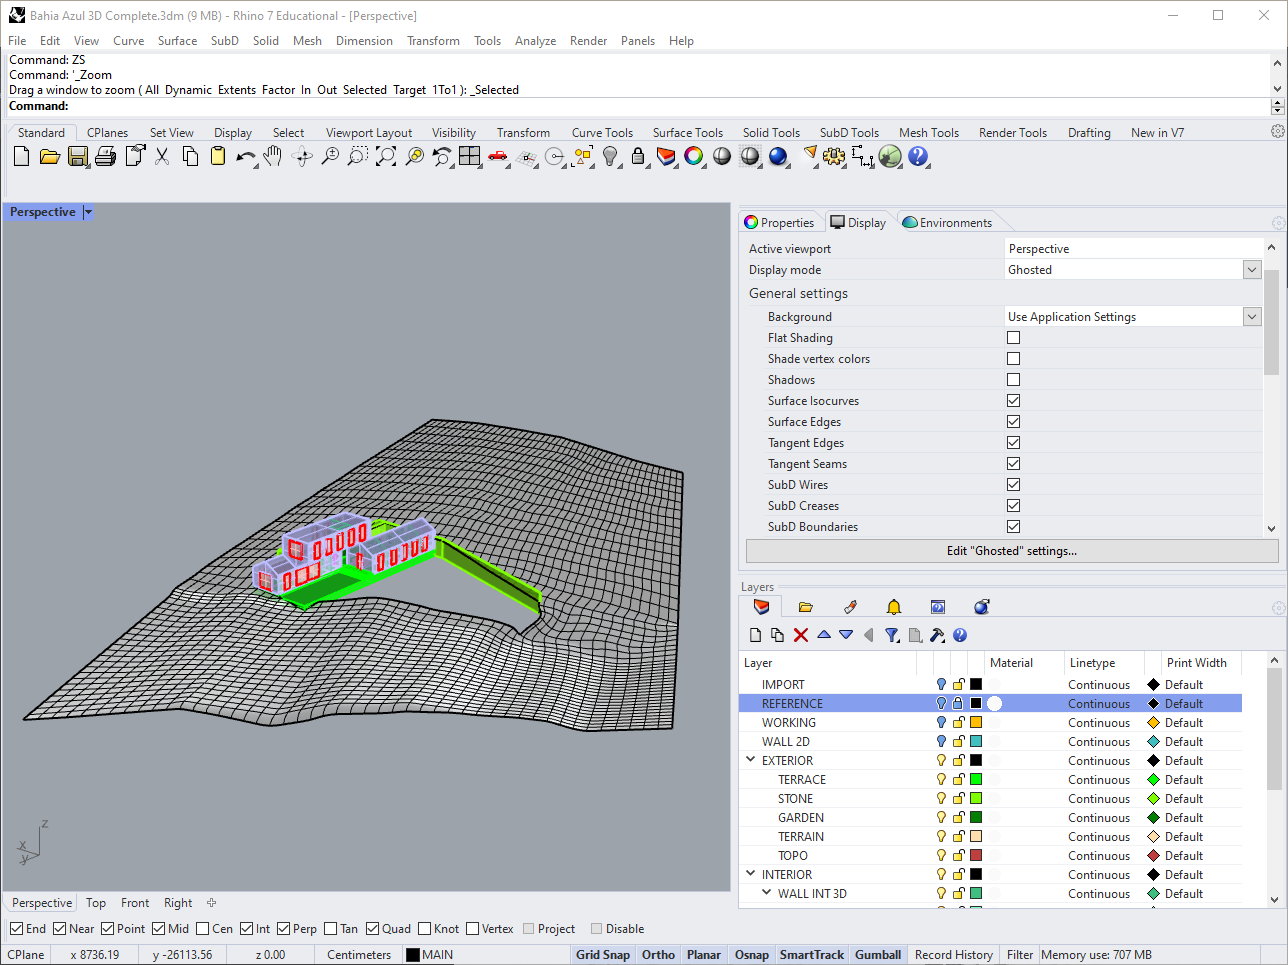 Bahia Azul 3D Complete.3dm (9 MB) - Rhino 7 Educational - [Perspective]
File Edit View Curve Surface SubD Solid Mesh Dimension Transform Tools Analyze Render Panels Help
Command: ZS
Command: '_Zoom
Drag a window to zoom ( All Dynamic Extents Factor In Out Selected Target 1To1 ): _Selected
Command:
Standard CPlanes Set View Display Select Viewport Layout Visibility Transform Curve Tools Surface Tools Solid Tools SubD Tools Mesh Tools Render Tools Drafting New in V7
Perspective
Properties Display Environments
Active viewport Perspective
Display mode Ghosted
General settings
Background Use Application Settings
Flat Shading
Shade vertex colors
Shadows
Surface Isocurves
Surface Edges
Tangent Edges
Tangent Seams
SubD Wires
SubD Creases
SubD Boundaries
Edit "Ghosted" settings...
Layers
Layer Material Linetype Print Width
IMPORT Continuous Default
REFERENCE Continuous Default
WORKING Continuous Default
WALL 2D Continuous Default
EXTERIOR Continuous Default
TERRACE Continuous Default
STONE Continuous Default
GARDEN Continuous Default
TERRAIN Continuous Default
TOPO Continuous Default
INTERIOR Continuous Default
WALL INT 3D Continuous Default
z
x
y
Perspective Top Front Right
End Near Point Mid Cen Int Perp Tan Quad Knot Vertex Project Disable
CPlane x 8736.19 y -26113.56 z 0.00 Centimeters MAIN Grid Snap Ortho Planar Osnap SmartTrack Gumball Record History Filter Memory use: 707 MB